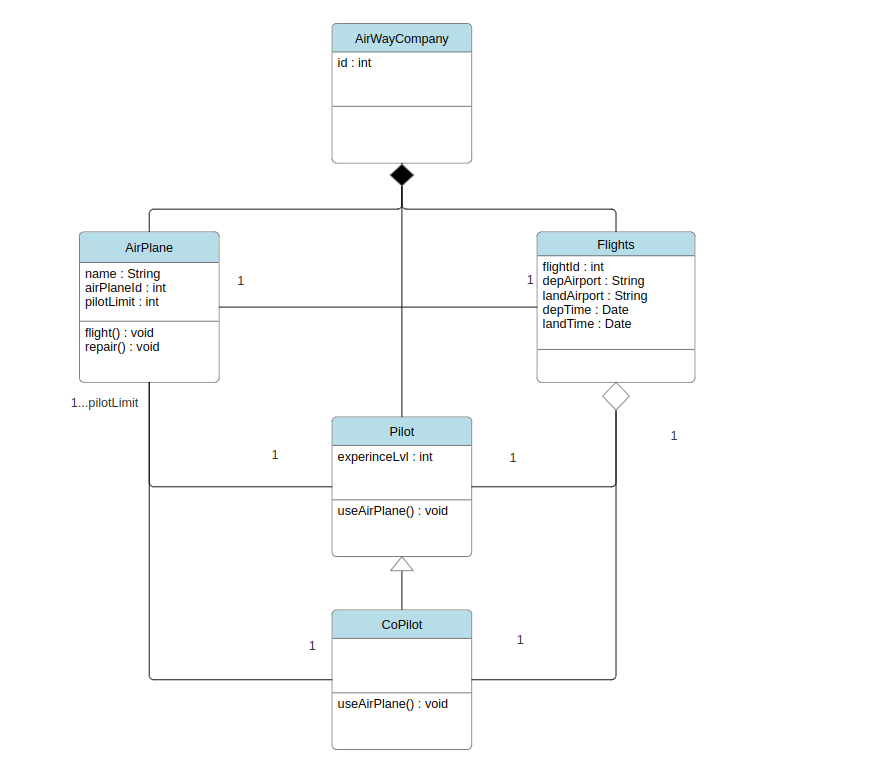 AirWayCompany
id : int
AirPlane
name : String
airPlaneId : int
pilotLimit : int
flight() : void
repair() : void
1
1
Flights
flightId : int
depAirport : String
landAirport : String
depTime : Date
landTime : Date
1...pilotLimit
1
Pilot
experinceLvl : int
useAirPlane() : void
1
1
CoPilot
useAirPlane() : void
1
1